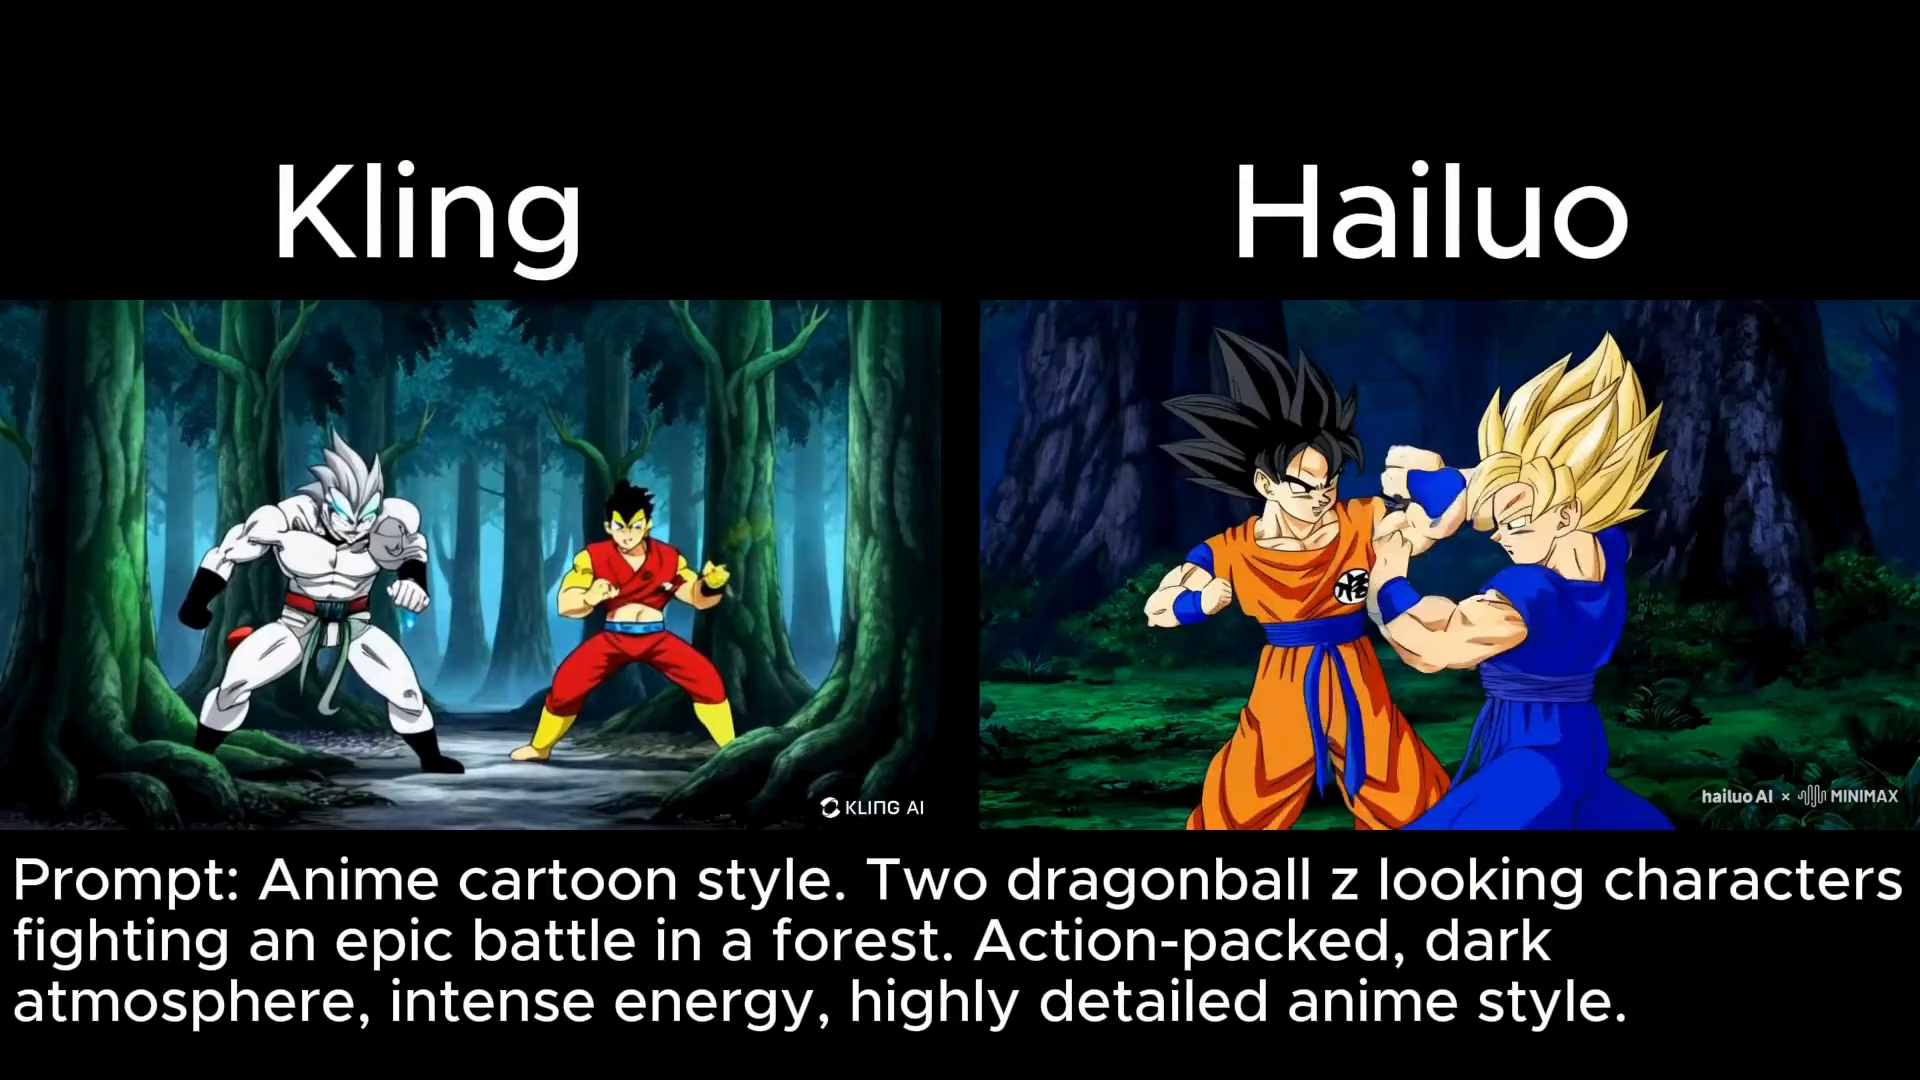 Kling
Hailuo
KLING AI
hailuo AI × MINIMAX
Prompt: Anime cartoon style. Two dragonball z looking characters
fighting an epic battle in a forest. Action-packed, dark
atmosphere, intense energy, highly detailed anime style.